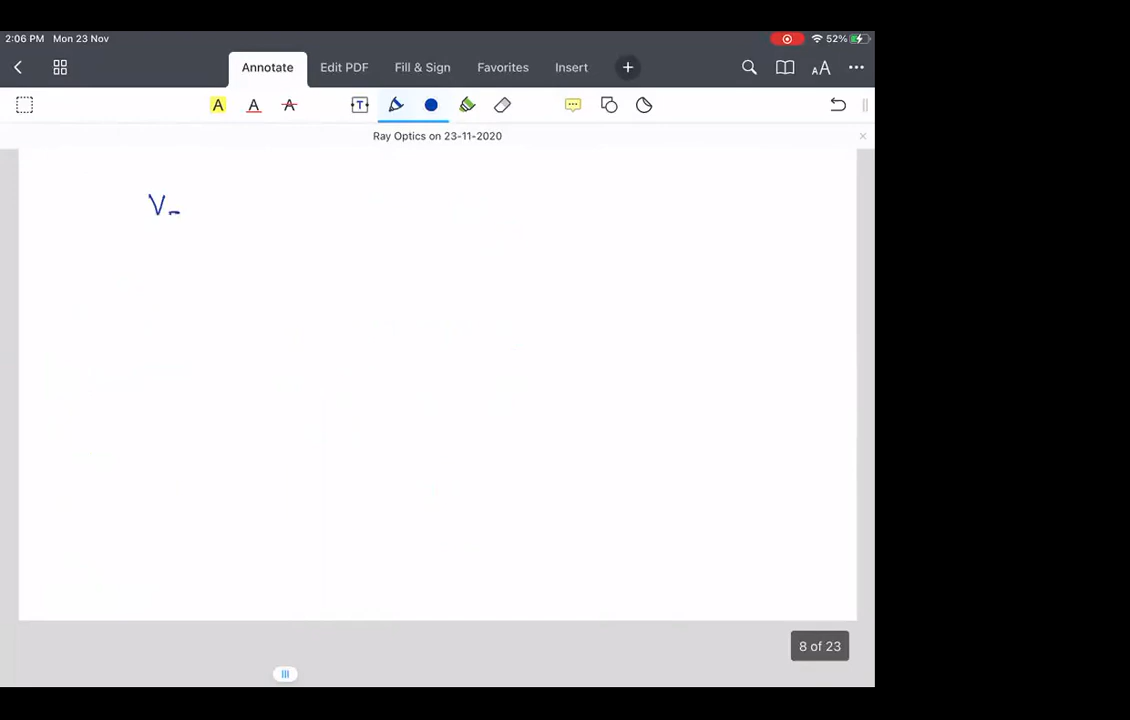 2:06 PM Mon 23 Nov 52%
Annotate Edit PDF Fill & Sign Favorites Insert
A A A T AA
Ray Optics on 23-11-2020
V-
8 of 23